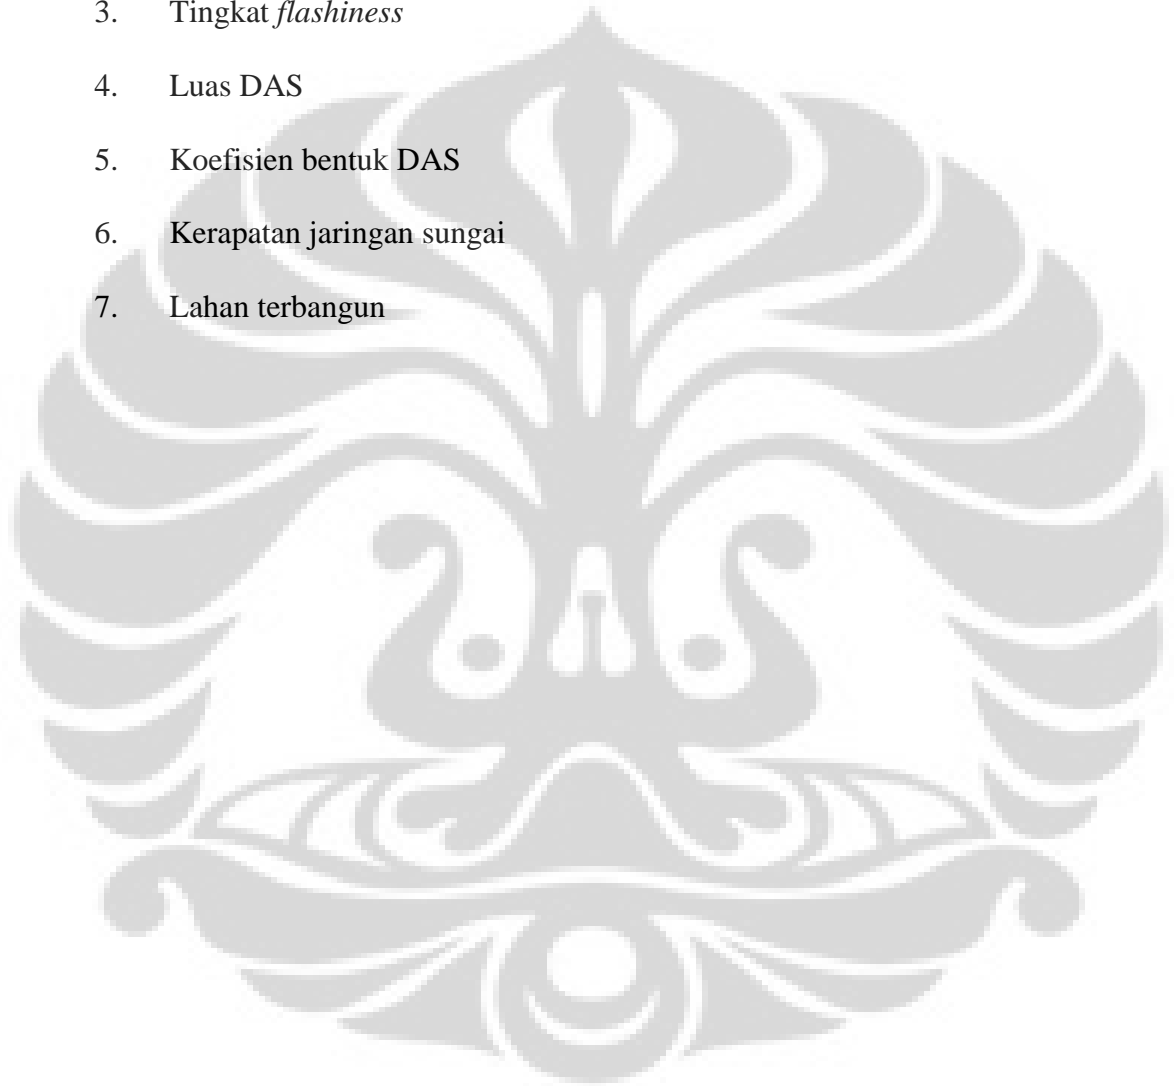 3. Tingkat flashiness
4. Luas DAS
5. Koefisien bentuk DAS
6. Kerapatan jaringan sungai
7. Lahan terbangun